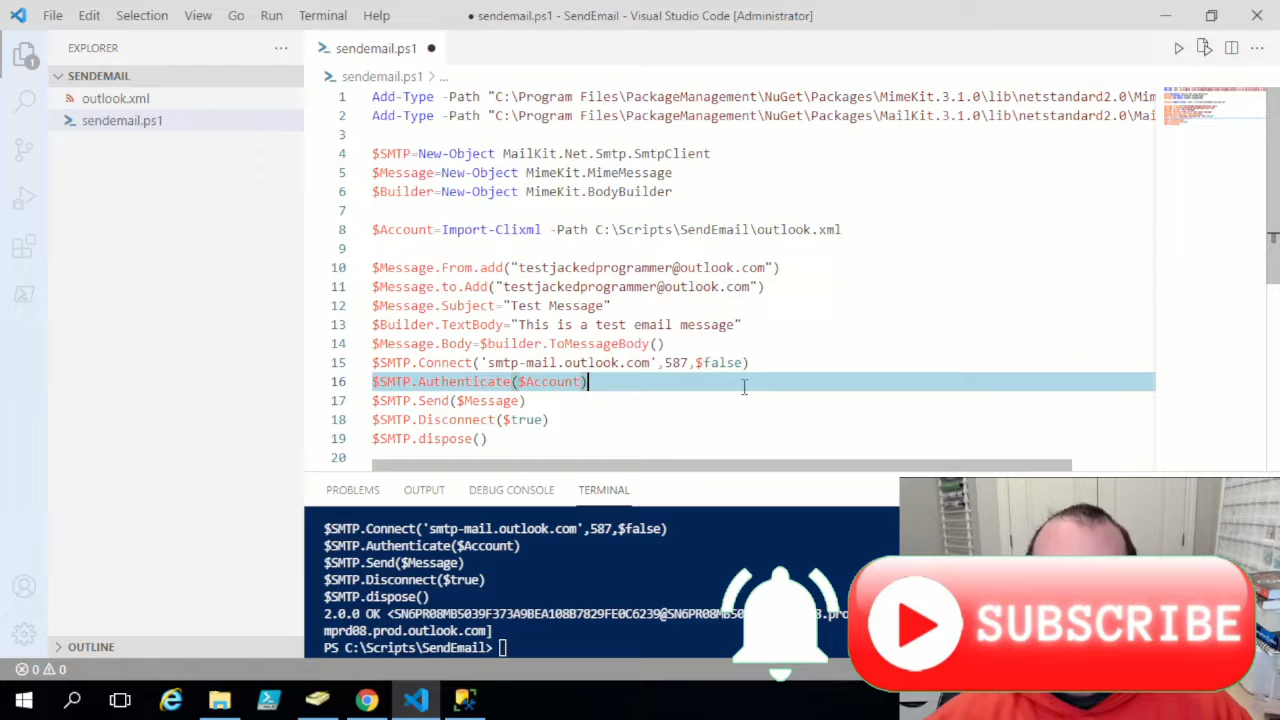 File Edit Selection View Go Run Terminal Help
● sendemail.ps1 - SendEmail - Visual Studio Code [Administrator]
EXPLORER
SENDEMAIL
outlook.xml
sendemail.ps1
OUTLINE
sendemail.ps1
sendemail.ps1 > ...
1 Add-Type -Path "C:\Program Files\PackageManagement\NuGet\Packages\MimeKit.3.1.0\lib\netstandard2.0\Mim
2 Add-Type -Path "C:\Program Files\PackageManagement\NuGet\Packages\MailKit.3.1.0\lib\netstandard2.0\Mai
3
4 $SMTP=New-Object MailKit.Net.Smtp.SmtpClient
5 $Message=New-Object MimeKit.MimeMessage
6 $Builder=New-Object MimeKit.BodyBuilder
7
8 $Account=Import-Clixml -Path C:\Scripts\SendEmail\outlook.xml
9
10 $Message.From.add("testjackedprogrammer@outlook.com")
11 $Message.to.Add("testjackedprogrammer@outlook.com")
12 $Message.Subject="Test Message"
13 $Builder.TextBody="This is a test email message"
14 $Message.Body=$builder.ToMessageBody()
15 $SMTP.Connect('smtp-mail.outlook.com',587,$false)
16 $SMTP.Authenticate($Account)
17 $SMTP.Send($Message)
18 $SMTP.Disconnect($true)
19 $SMTP.dispose()
20
PROBLEMS OUTPUT DEBUG CONSOLE TERMINAL
$SMTP.Connect('smtp-mail.outlook.com',587,$false)
$SMTP.Authenticate($Account)
$SMTP.Send($Message)
$SMTP.Disconnect($true)
$SMTP.dispose()
2.0.0 OK <SN6PR08MB5039F373A9BEA108B7829FE0C6239@SN6PR08MB50
08.pro
mprd08.prod.outlook.com]
PS C:\Scripts\SendEmail>
SUBSCRIBE
1
0 0